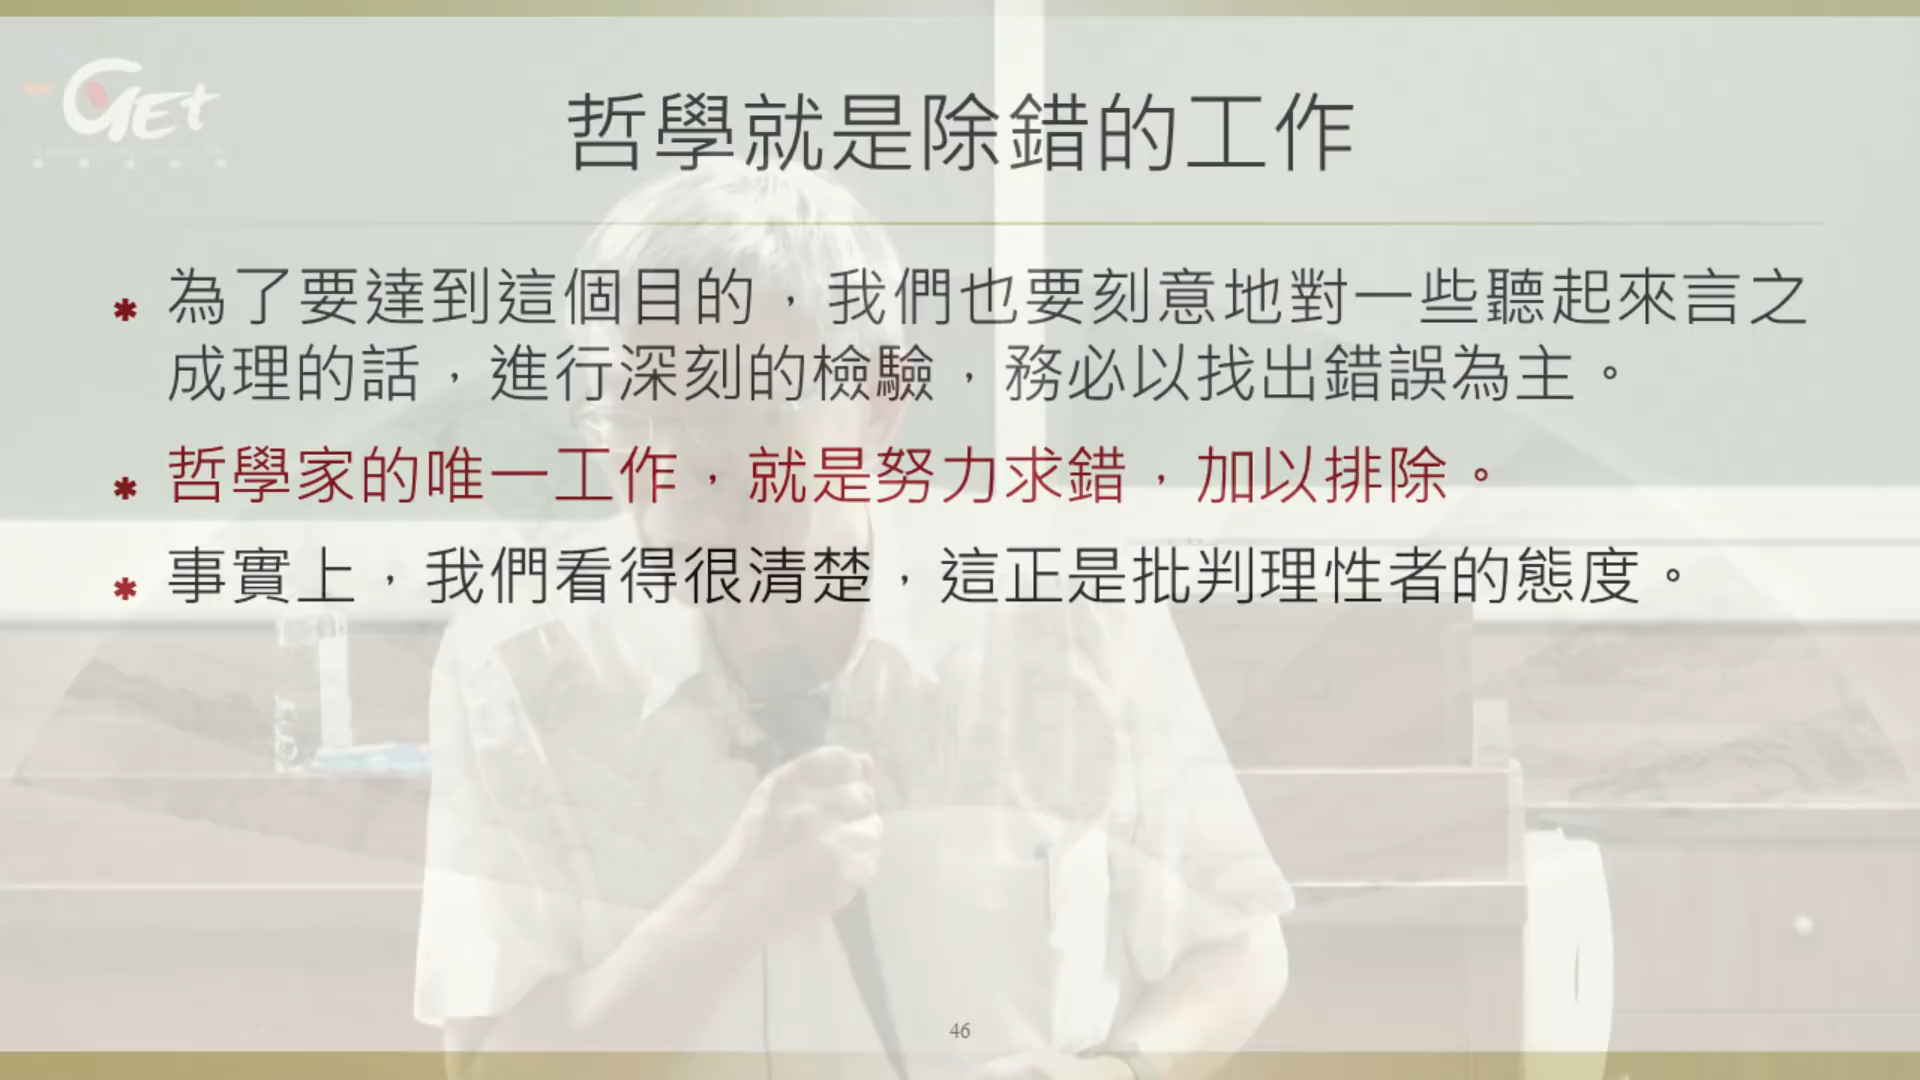 GEt
哲學就是除錯的工作
* 為了要達到這個目的，我們也要刻意地對一些聽起來言之
成理的話，進行深刻的檢驗，務必以找出錯誤為主。
* 哲學家的唯一工作，就是努力求錯，加以排除。
* 事實上，我們看得很清楚，這正是批判理性者的態度。
46